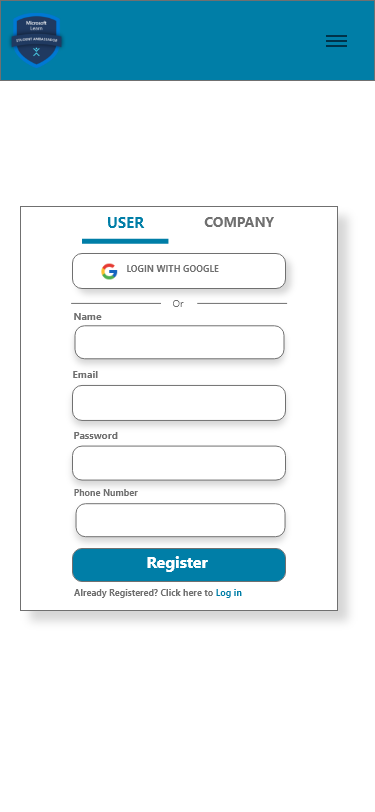 Microsoft
Learn
STUDENT AMBASSADOR
USER
COMPANY
LOGIN WITH GOOGLE
Or
Name
Email
Password
Phone Number
Register
Already Registered? Click here to Log in